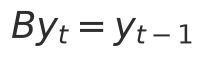 By_t = y_{t-1}